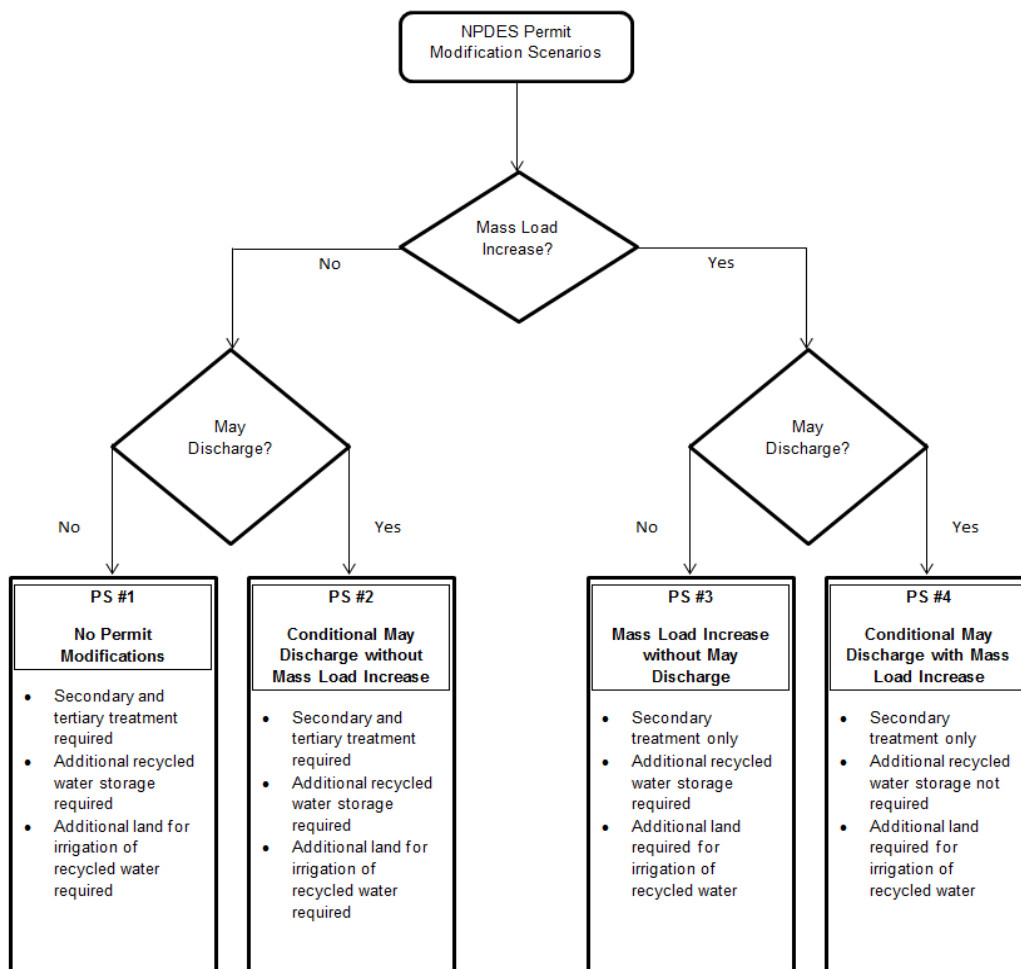 NPDES Permit
Modification Scenarios
Mass Load
Increase?
No
Yes
May
Discharge?
May
Discharge?
No
Yes
No
Yes
PS #1
No Permit
Modifications
• Secondary and
tertiary treatment
required
• Additional recycled
water storage
required
• Additional land for
irrigation of
recycled water
required
PS #2
Conditional May
Discharge without
Mass Load Increase
• Secondary and
tertiary treatment
required
• Additional recycled
water storage
required
• Additional land for
irrigation of
recycled water
required
PS #3
Mass Load Increase
without May
Discharge
• Secondary
treatment only
• Additional recycled
water storage
required
• Additional land
required for
irrigation of
recycled water
PS #4
Conditional May
Discharge with Mass
Load Increase
• Secondary
treatment only
• Additional recycled
water storage not
required
• Additional land
required for
irrigation of
recycled water